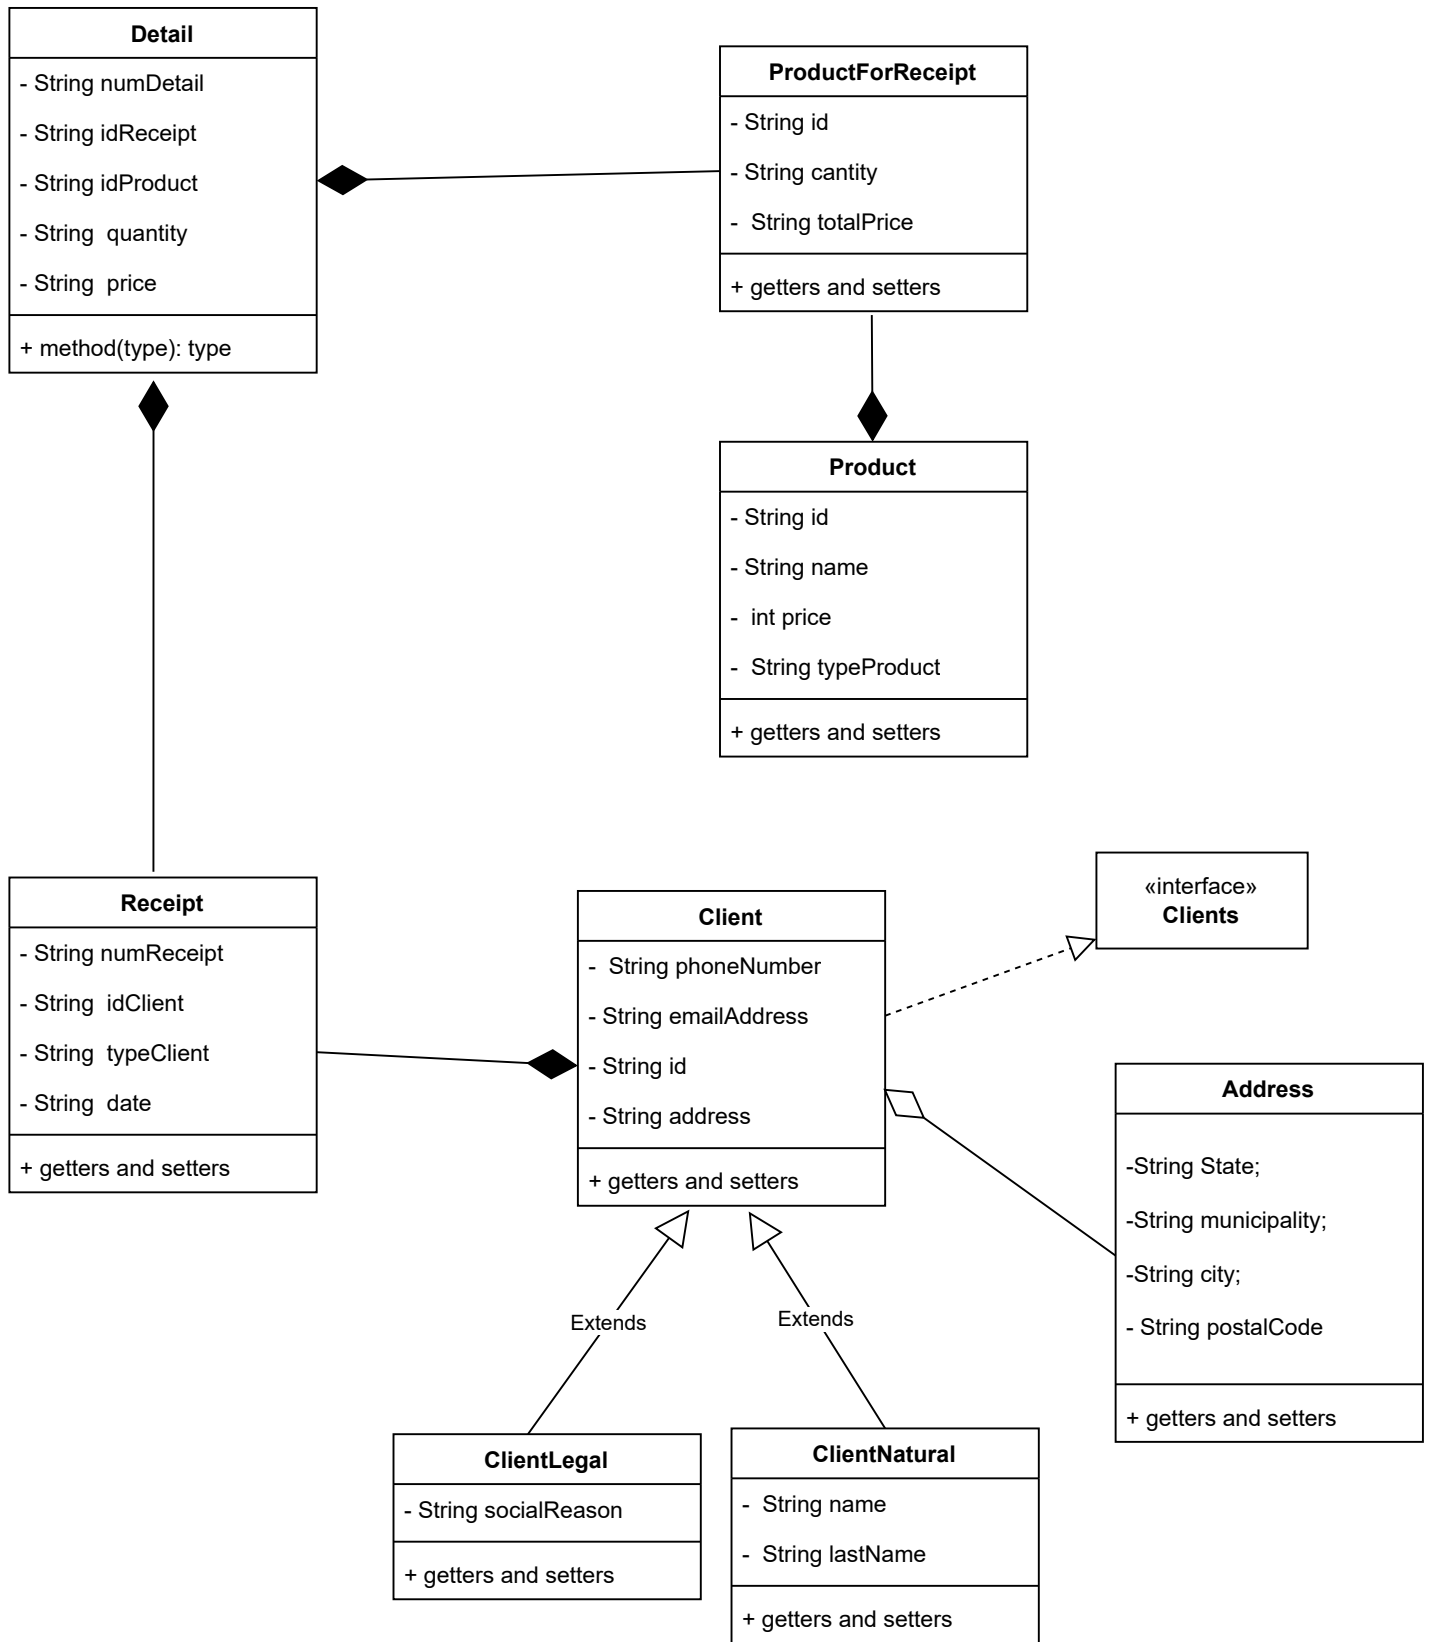 Detail
- String numDetail
- String idReceipt
- String idProduct
- String  quantity
- String  price
+ method(type): type
ProductForReceipt
- String id
- String cantity
-  String totalPrice
+ getters and setters
Product
- String id
- String name
-  int price
-  String typeProduct
+ getters and setters
Receipt
- String numReceipt
- String  idClient
- String  typeClient
- String  date
+ getters and setters
Client
-  String phoneNumber
- String emailAddress
- String id
- String address
+ getters and setters
«interface»
Clients
Address
-String State;
-String municipality;
-String city;
- String postalCode
+ getters and setters
Extends
Extends
ClientLegal
- String socialReason
+ getters and setters
ClientNatural
-  String name
-  String lastName
+ getters and setters